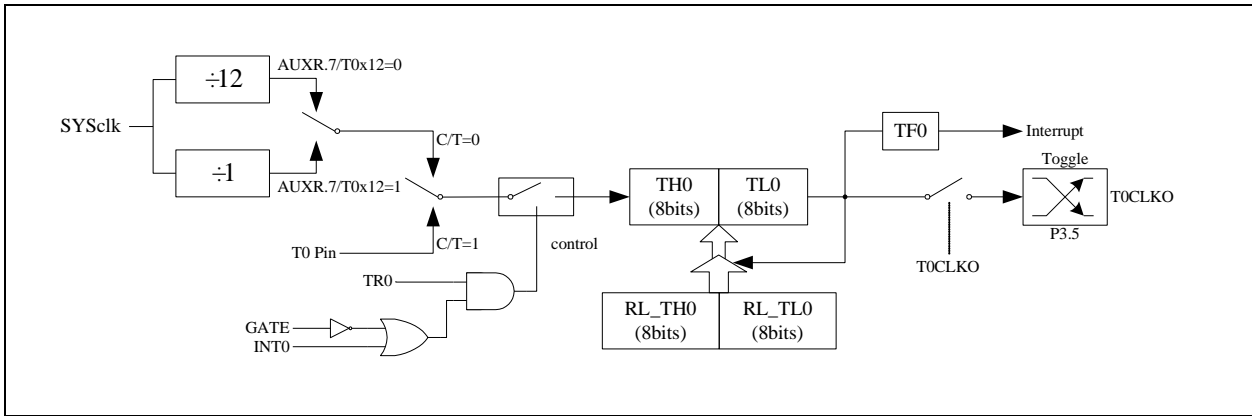 ÷12
AUXR.7/T0x12=0
SYSclk
÷1
AUXR.7/T0x12=1
C/T=0
C/T=1
T0 Pin
control
TR0
GATE
INT0
TH0
(8bits)
TL0
(8bits)
RL_TH0
(8bits)
RL_TL0
(8bits)
TF0
Interrupt
Toggle
T0CLKO
P3.5
T0CLKO